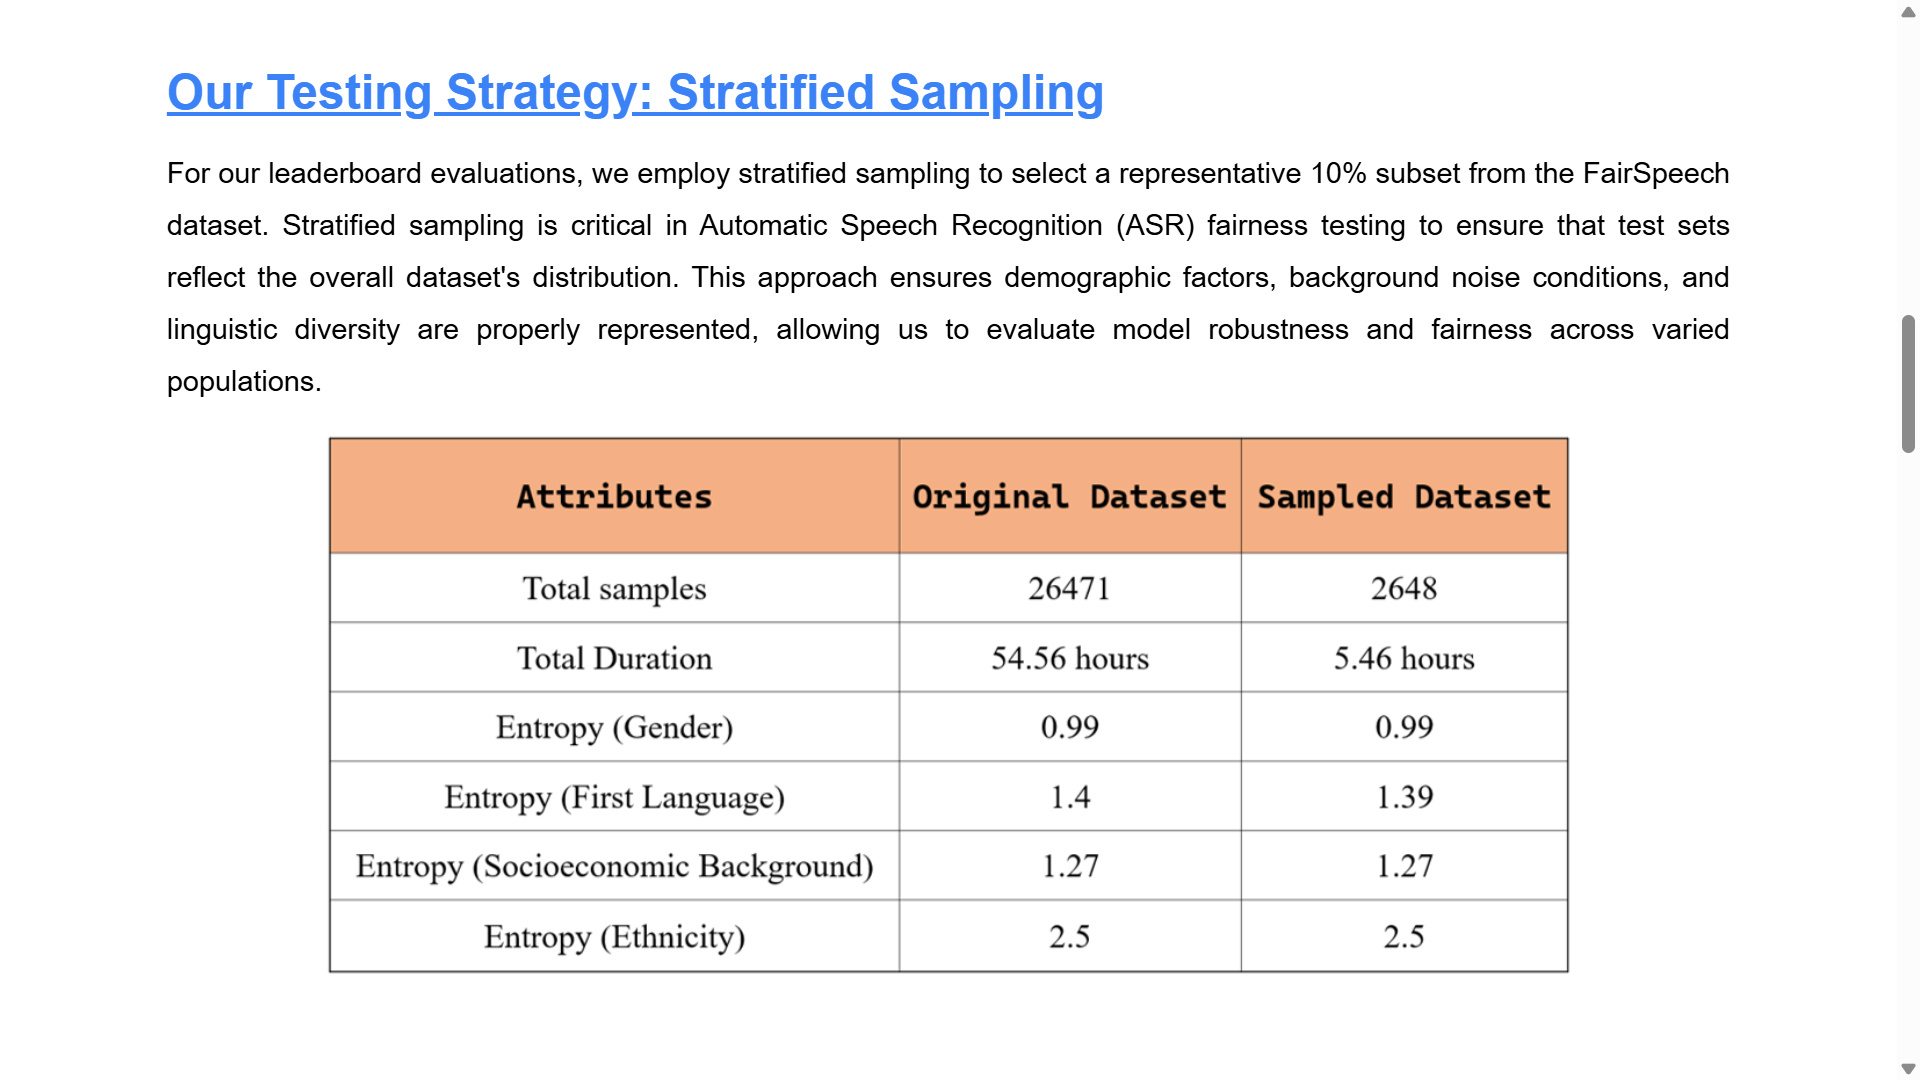 Our Testing Strategy: Stratified Sampling
For our leaderboard evaluations, we employ stratified sampling to select a representative 10% subset from the FairSpeech
dataset. Stratified sampling is critical in Automatic Speech Recognition (ASR) fairness testing to ensure that test sets
reflect the overall dataset's distribution. This approach ensures demographic factors, background noise conditions, and
linguistic diversity are properly represented, allowing us to evaluate model robustness and fairness across varied
populations.
Attributes Original Dataset Sampled Dataset
Total samples 26471 2648
Total Duration 54.56 hours 5.46 hours
Entropy (Gender) 0.99 0.99
Entropy (First Language) 1.4 1.39
Entropy (Socioeconomic Background) 1.27 1.27
Entropy (Ethnicity) 2.5 2.5